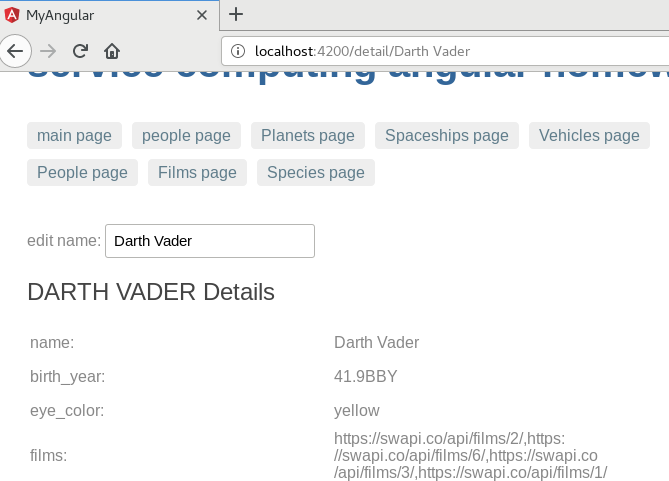 MyAngular
localhost:4200/detail/Darth Vader
service computing angular
main page people page Planets page Spaceships page Vehicles page
People page Films page Species page
edit name: Darth Vader
DARTH VADER Details
name: Darth Vader
birth_year: 41.9BBY
eye_color: yellow
films: https://swapi.co/api/films/2/,https:
//swapi.co/api/films/6/,https://swapi.co
/api/films/3/,https://swapi.co/api/films/1/